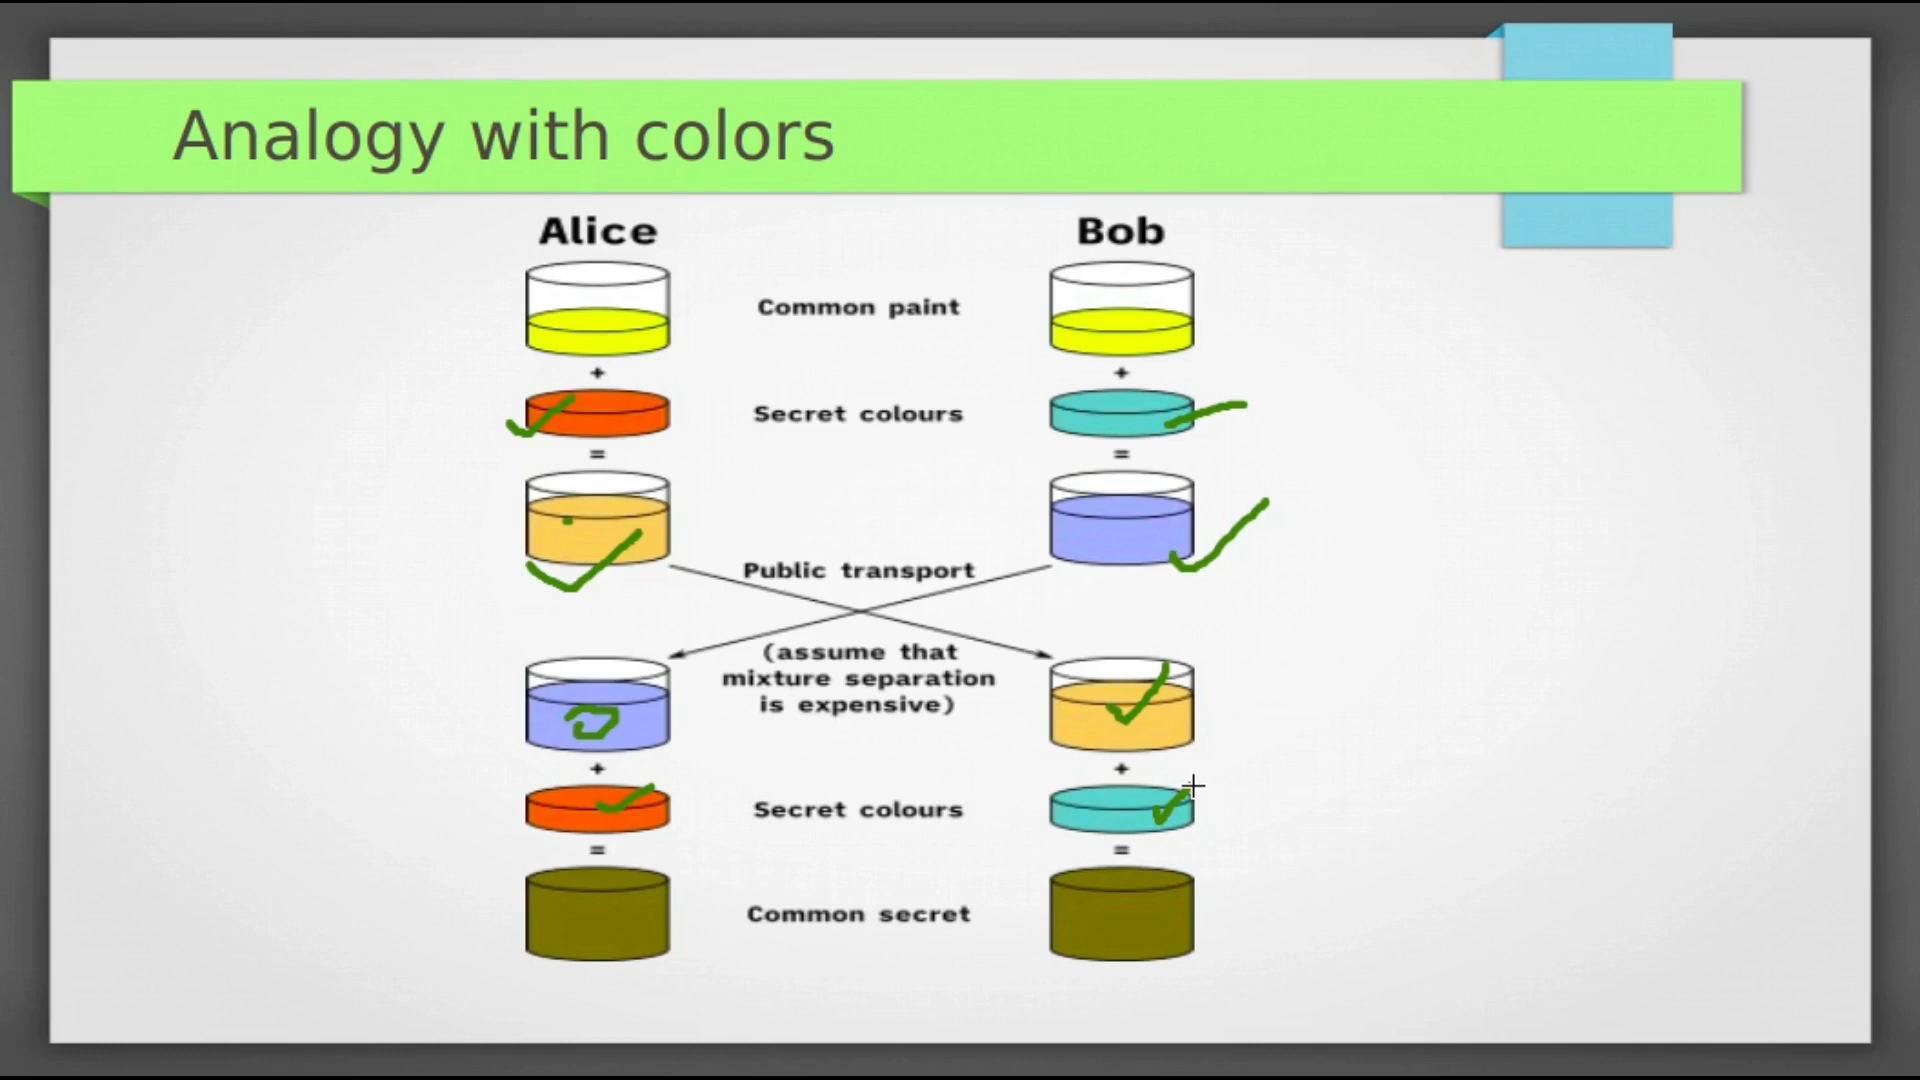 Analogy with colors
Alice
Bob
Common paint
+
+
Secret colours
=
=
Public transport
(assume that
mixture separation
is expensive)
+
+
Secret colours
=
=
Common secret